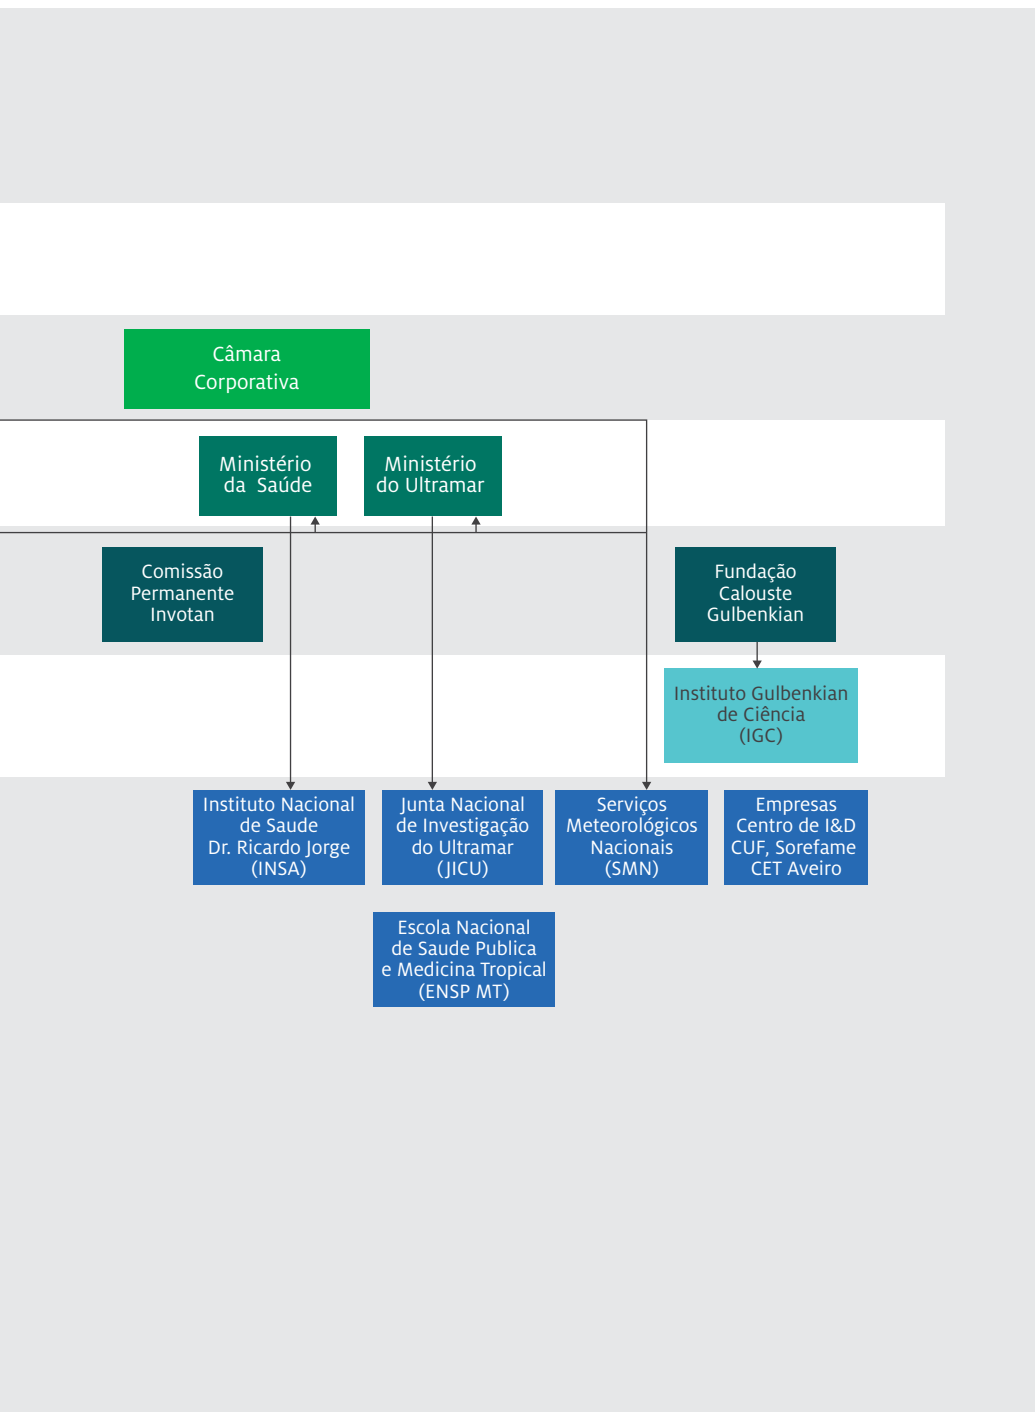 Câmara
Corporativa
Ministério
da Saúde
Ministério
do Ultramar
Comissão
Permanente
Invotan
Fundação
Calouste
Gulbenkian
Instituto Gulbenkian
de Ciência
(IGC)
Instituto Nacional
de Saude
Dr. Ricardo Jorge
(INSA)
Junta Nacional
de Investigação
do Ultramar
(JICU)
Serviços
Meteorológicos
Nacionais
(SMN)
Empresas
Centro de I&D
CUF, Sorefame
CET Aveiro
Escola Nacional
de Saude Publica
e Medicina Tropical
(ENSP MT)